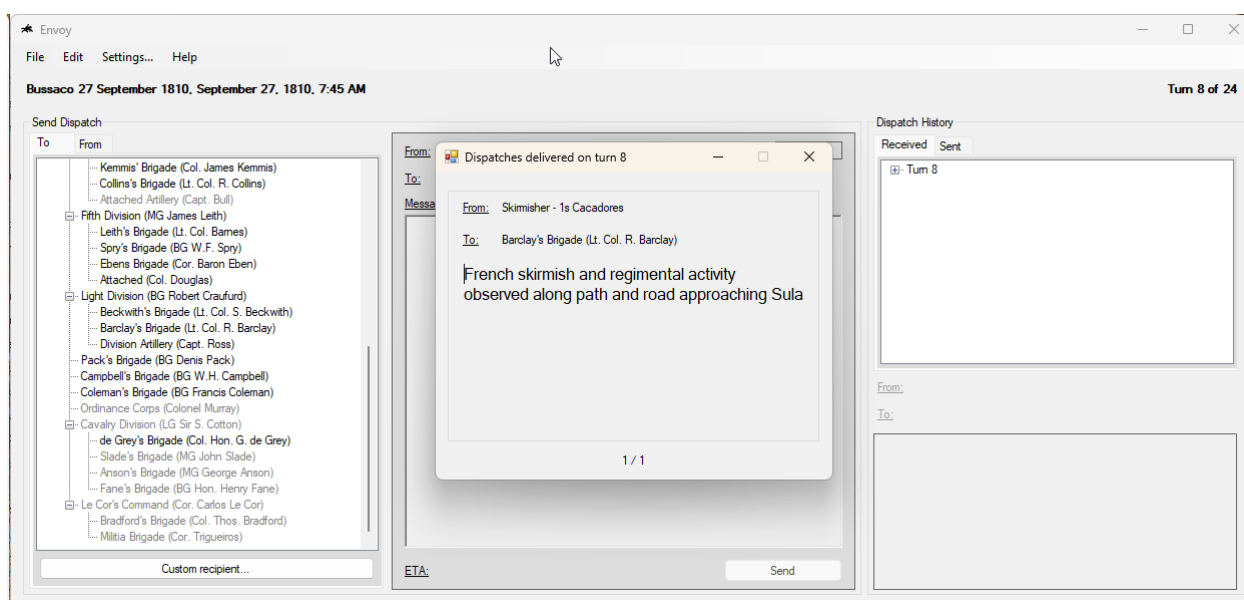 Envoy
File Edit Settings... Help
Bussaco 27 September 1810, September 27, 1810, 7:45 AM
Turn 8 of 24
Send Dispatch
To From
Kemmis' Brigade (Col. James Kemmis)
Collins's Brigade (Lt. Col. R. Collins)
Attached Artillery (Capt. Bull)
Fifth Division (MG James Leith)
Leith's Brigade (Lt. Col. Barnes)
Spry's Brigade (BG W.F. Spry)
Ebens Brigade (Cor. Baron Eben)
Attached (Col. Douglas)
Light Division (BG Robert Craufurd)
Beckwith's Brigade (Lt. Col. S. Beckwith)
Barclay's Brigade (Lt. Col. R. Barclay)
Division Artillery (Capt. Ross)
Pack's Brigade (BG Denis Pack)
Campbell's Brigade (BG W.H. Campbell)
Coleman's Brigade (BG Francis Coleman)
Ordinance Corps (Colonel Murray)
Cavalry Division (LG Sir S. Cotton)
de Grey's Brigade (Col. Hon. G. de Grey)
Slade's Brigade (MG John Slade)
Anson's Brigade (MG George Anson)
Fane's Brigade (BG Hon. Henry Fane)
Le Cor's Command (Cor. Carlos Le Cor)
Bradford's Brigade (Col. Thos. Bradford)
Militia Brigade (Cor. Trigueiros)
Custom recipient...
From:
To:
Messa
Dispatches delivered on turn 8
From: Skirmisher - 1s Cacadores
To: Barclay's Brigade (Lt. Col. R. Barclay)
French skirmish and regimental activity
observed along path and road approaching Sula
1 / 1
ETA:
Send
Dispatch History
Received Sent
Turn 8
From:
To: